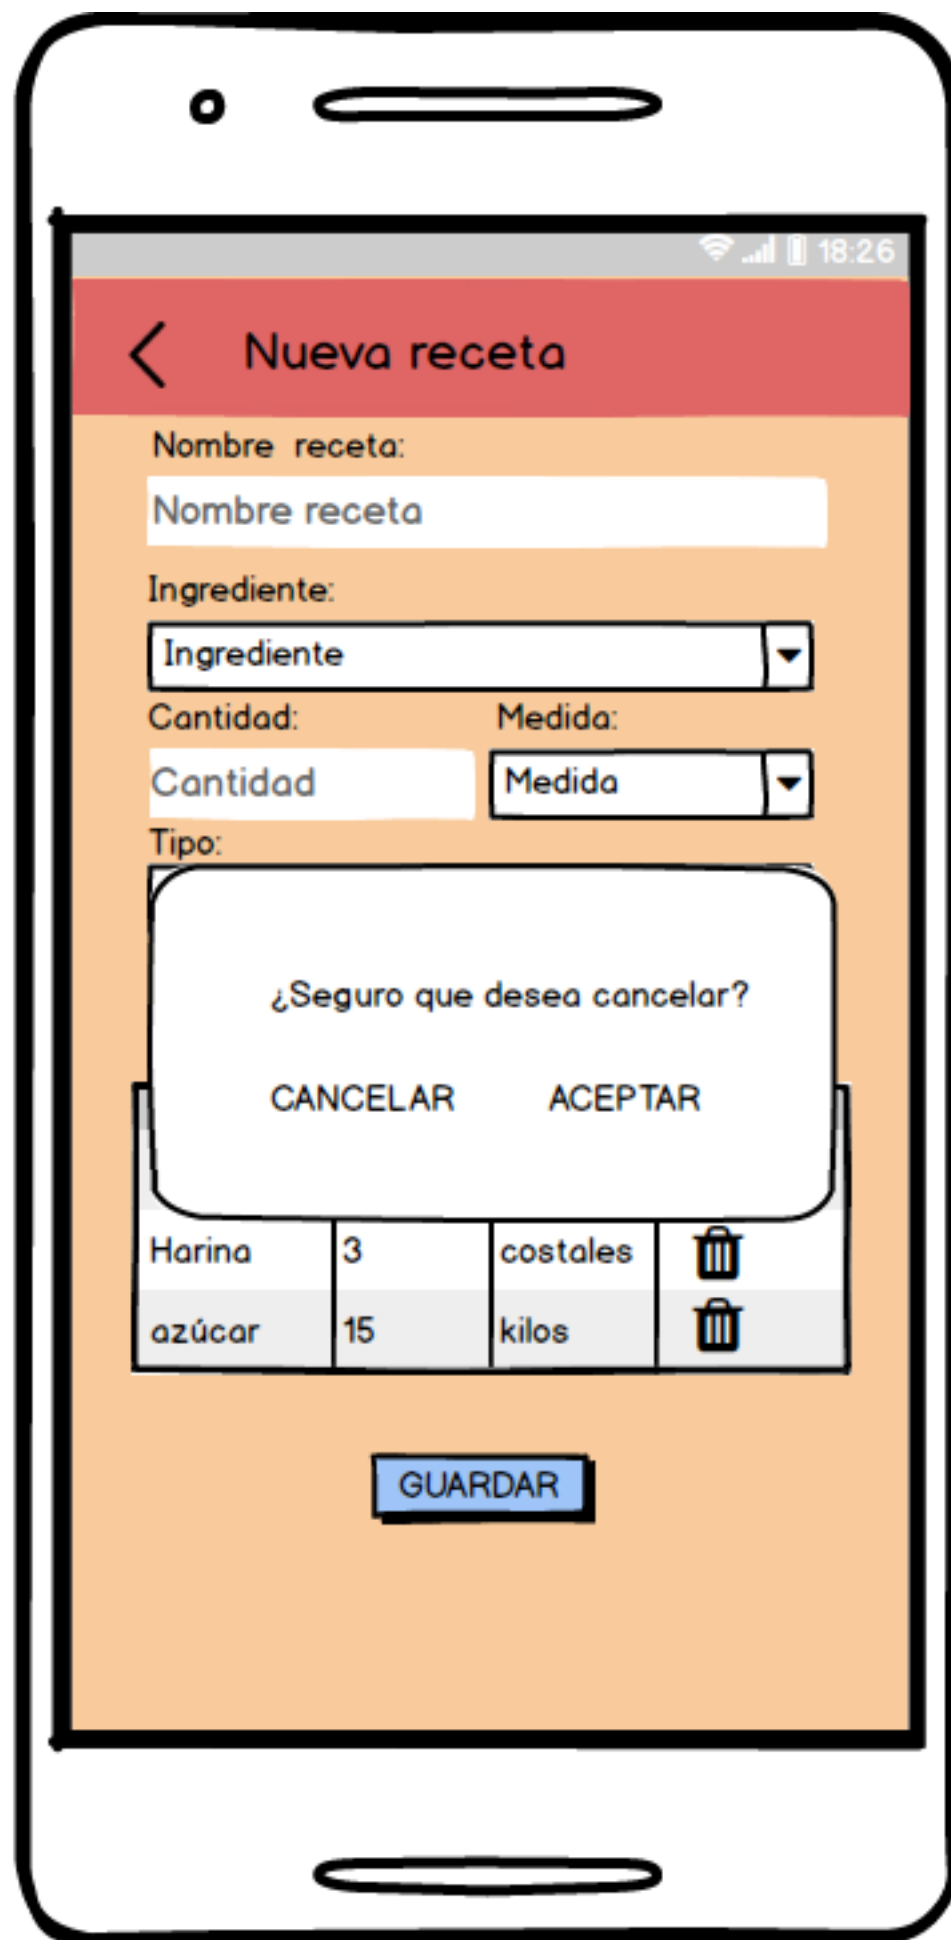 18:26
Nueva receta
Nombre receta:
Nombre receta
Ingrediente:
Ingrediente
Cantidad: Medida:
Cantidad Medida
Tipo:
¿Seguro que desea cancelar?
CANCELAR ACEPTAR
Harina 3 costales
azúcar 15 kilos
GUARDAR